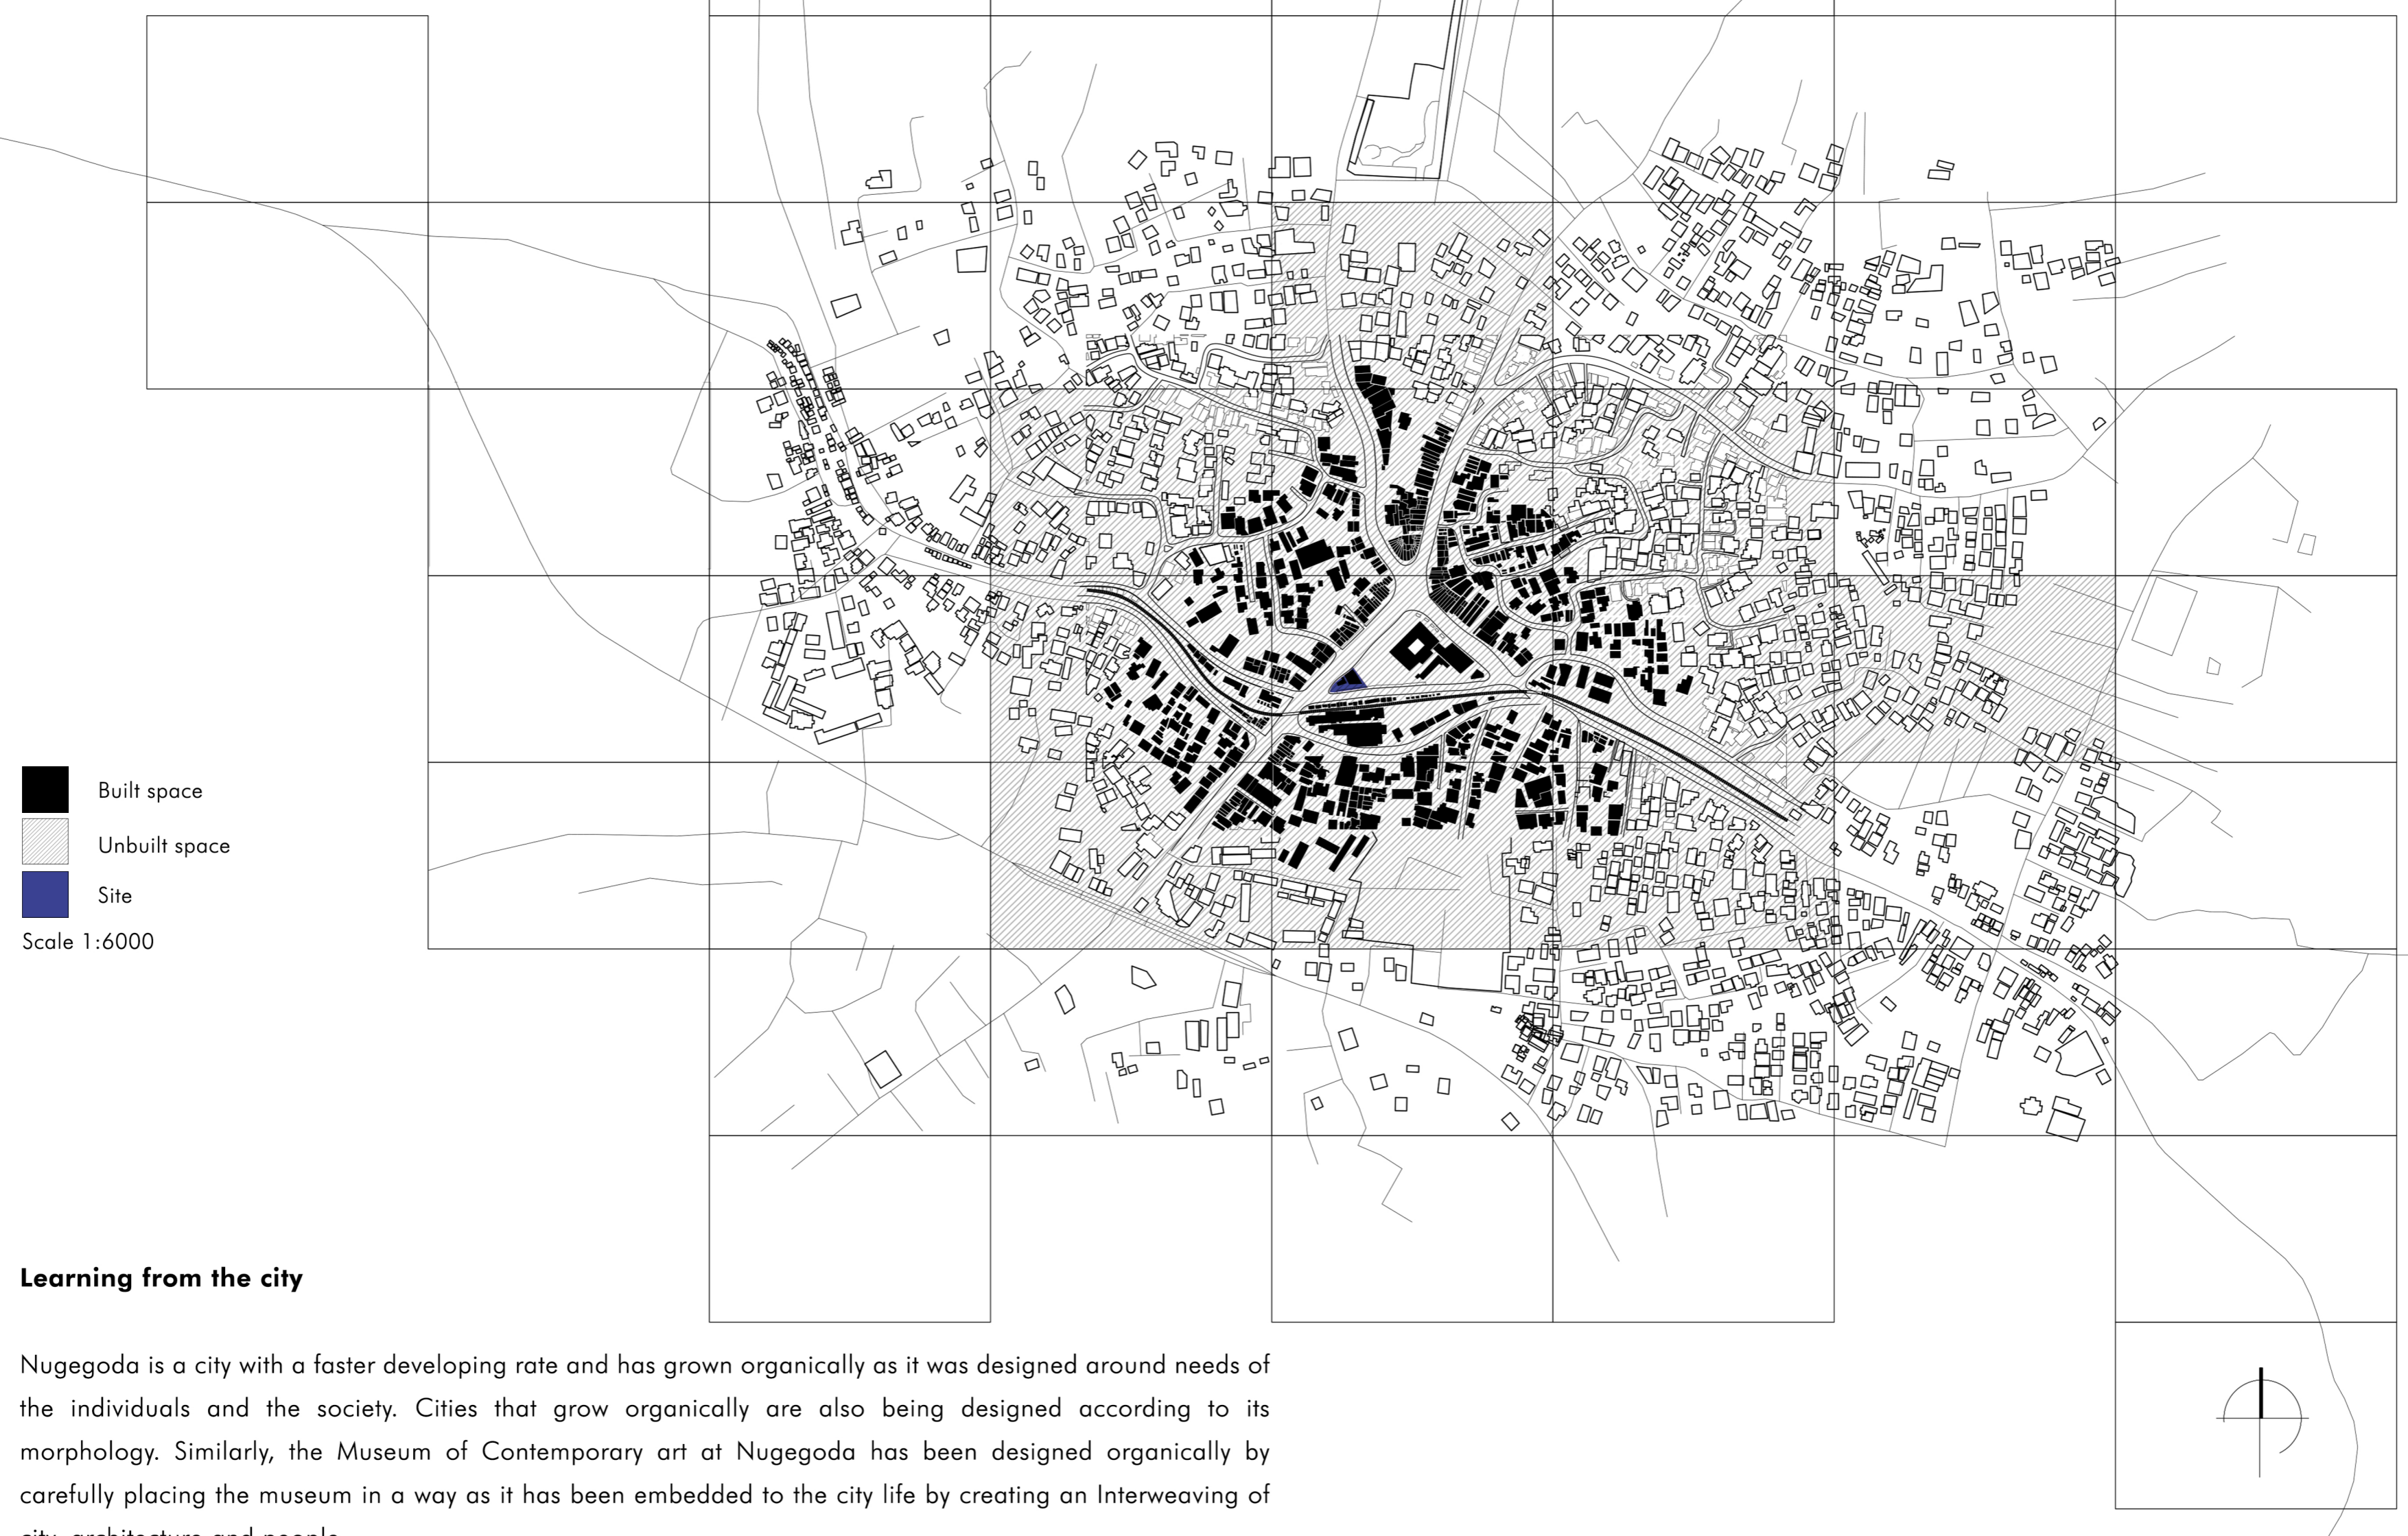 Built space
Unbuilt space
Site
Scale 1:6000
Learning from the city
Nugegoda is a city with a faster developing rate and has grown organically as it was designed around needs of
the individuals and the society. Cities that grow organically are also being designed according to its
morphology. Similarly, the Museum of Contemporary art at Nugegoda has been designed organically by
carefully placing the museum in a way as it has been embedded to the city life by creating an Interweaving of
city, architecture and people